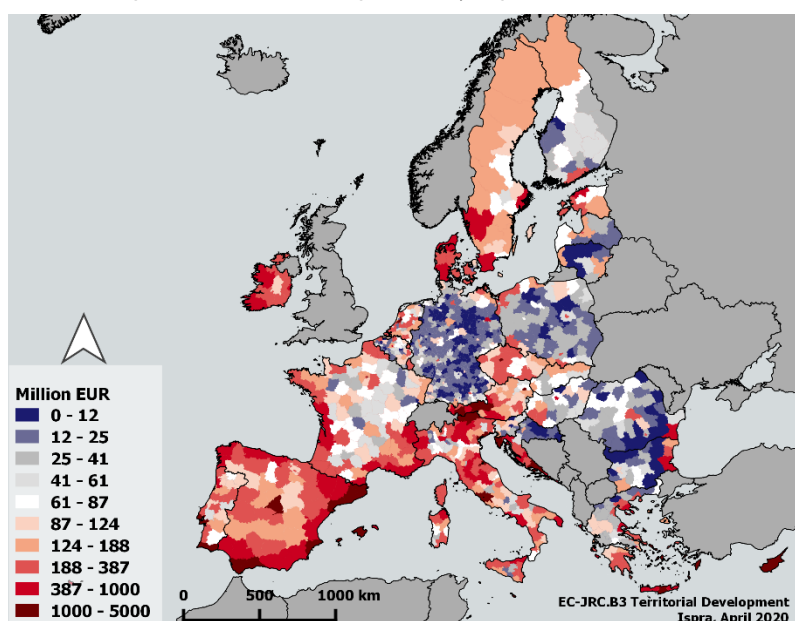 Million EUR
0 - 12
12 - 25
25 - 41
41 - 61
61 - 87
87 - 124
124 - 188
188 - 387
387 - 1000
1000 - 5000
0 500 1000 km
EC-JRC.B3 Territorial Development
Ispra, April 2020